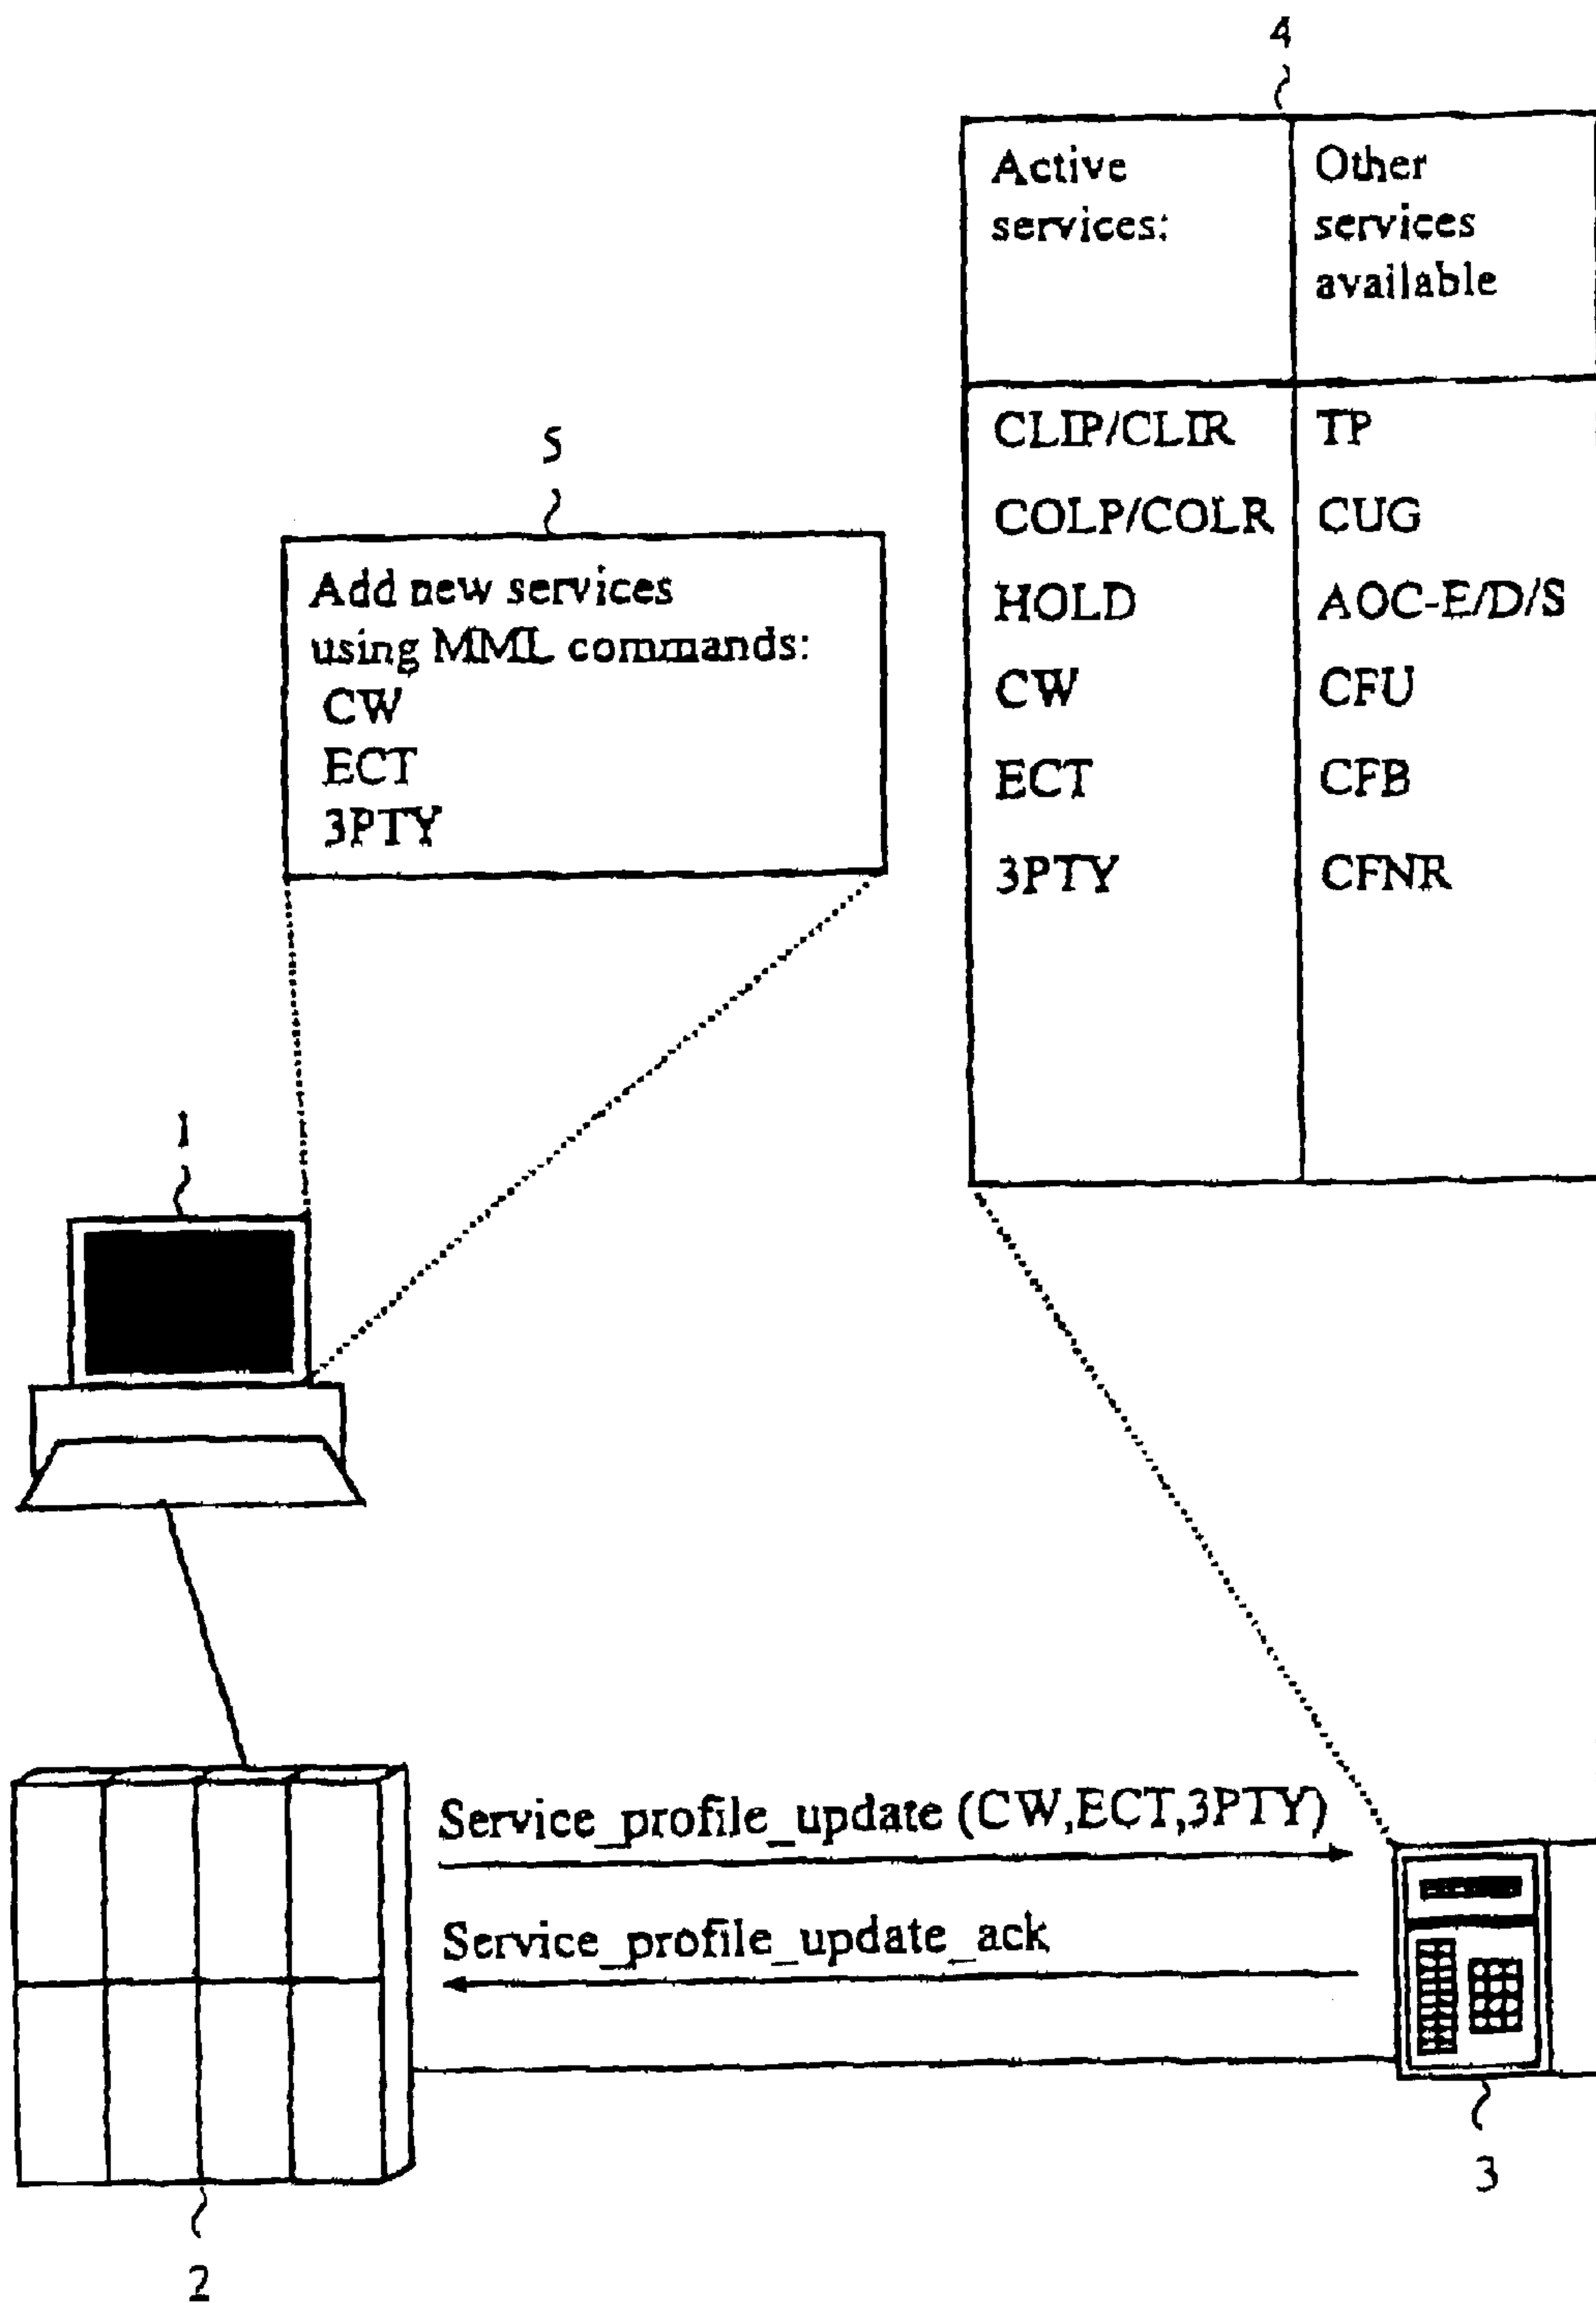 4
Active
services:
Other
services
available
CLIP/CLIR
TP
COLP/COLR
CUG
HOLD
AOC-E/D/S
CW
CFU
ECT
CFB
3PTY
CFNR
5
Add new services
using MML commands:
CW
ECT
3PTY
1
Service_profile_update (CW,ECT,3PTY)
Service_profile_update_ack
3
2